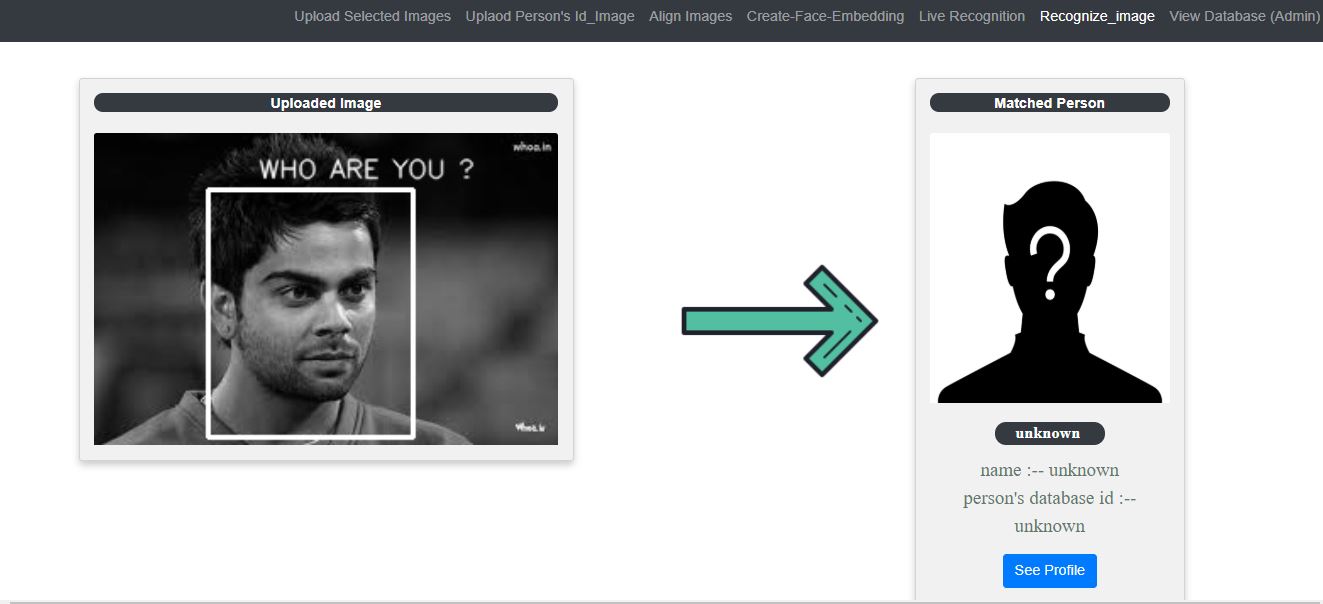 Upload Selected Images Uplaod Person's Id_Image Align Images Create-Face-Embedding Live Recognition Recognize_image View Database (Admin)
Uploaded Image
whoa.in
WHO ARE YOU ?
Whoa.in
Matched Person
?
unknown
name :-- unknown
person's database id :--
unknown
See Profile